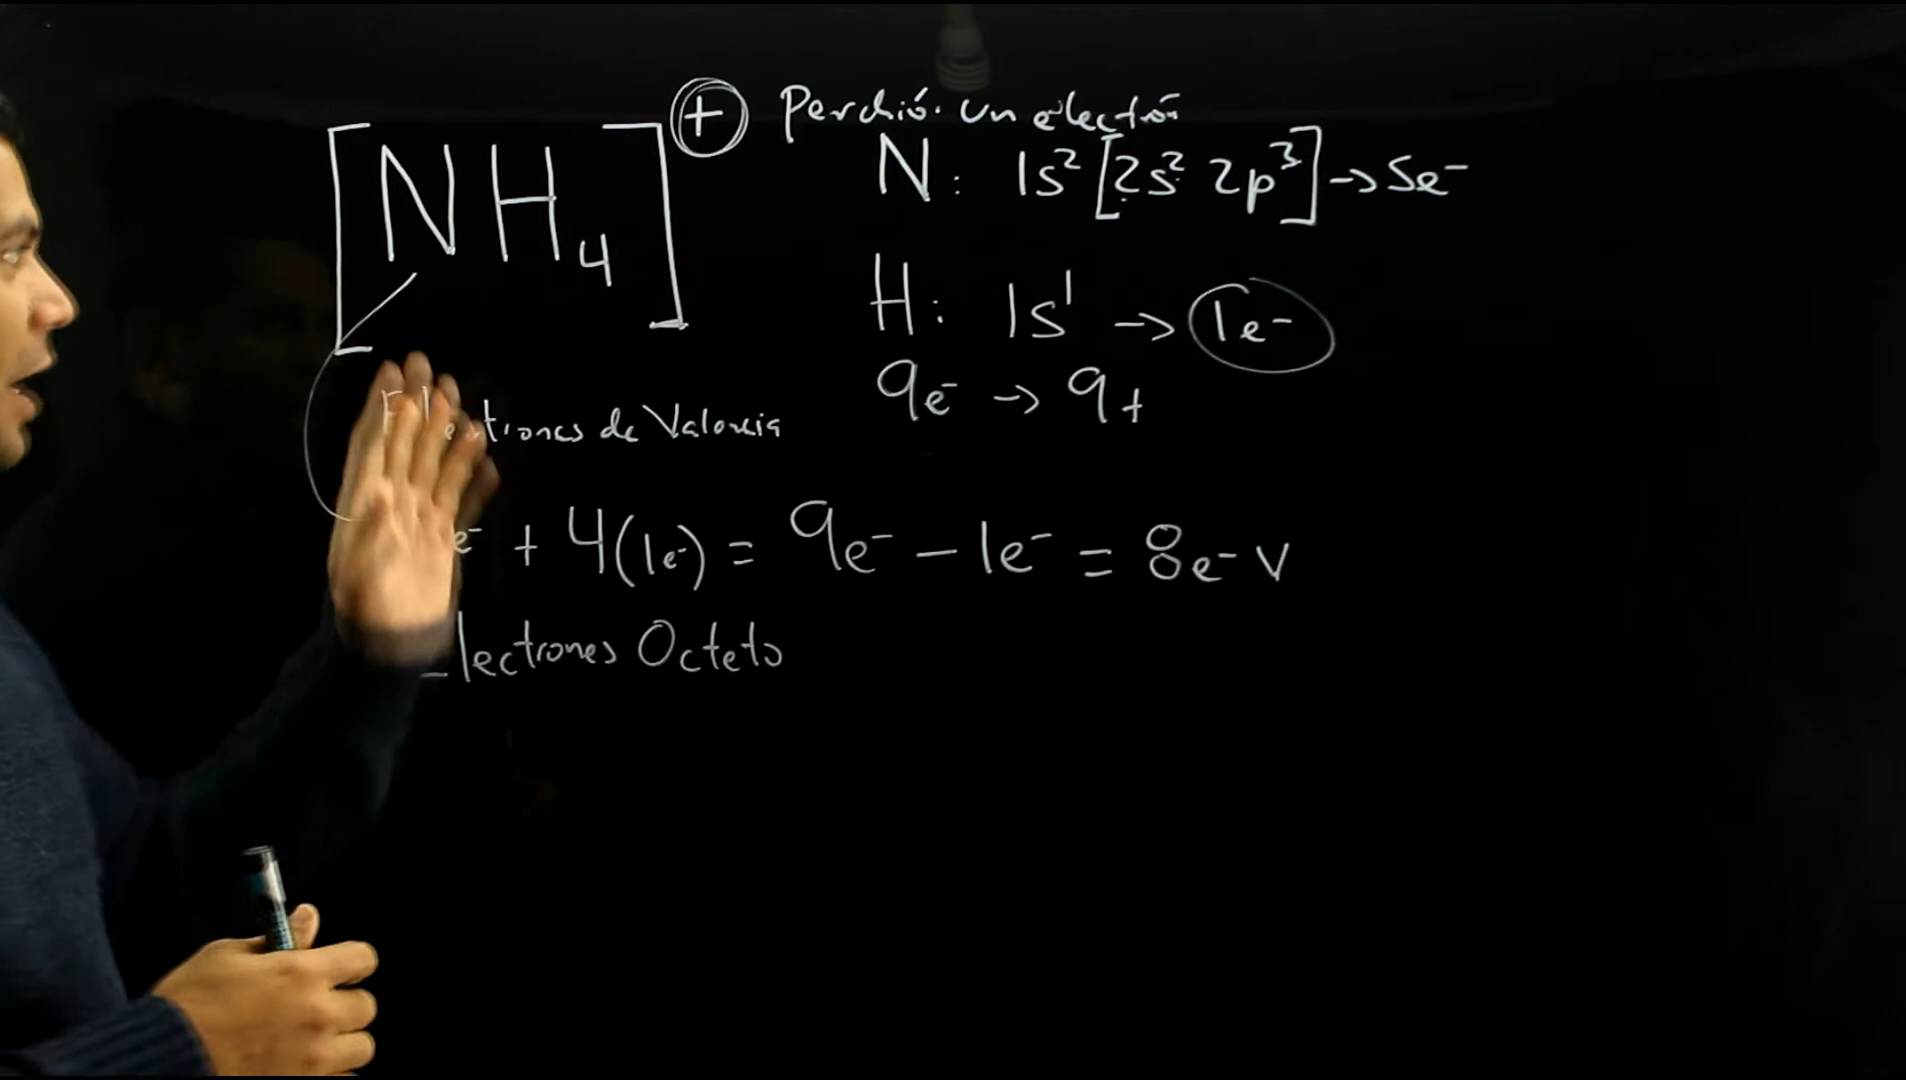 [NH4]+ Perdió un electrón
N: 1s² [2s² 2p³] → 5e⁻
H: 1s¹ → 1e⁻
9e⁻ → 9+
Electrones de Valencia
e⁻ + 4(1e⁻) = 9e⁻ − 1e⁻ = 8e⁻ v
lectrones Octeto